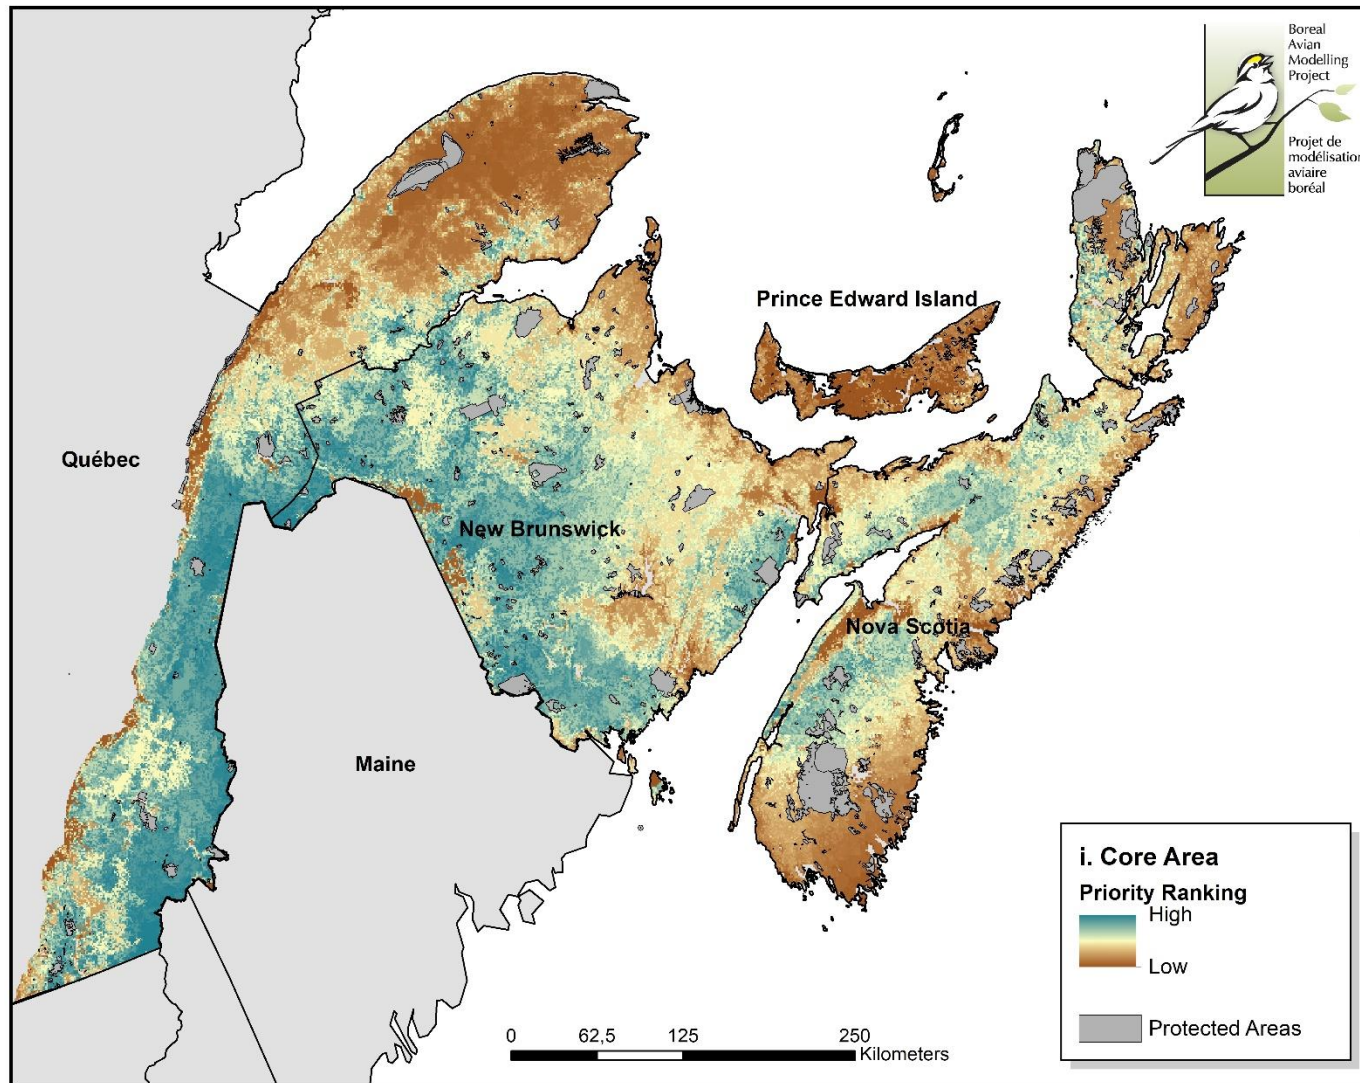 Boreal
Avian
Modelling
Project
Projet de
modélisation
aviaire
boréal
Prince Edward Island
Québec
New Brunswick
Nova Scotia
Maine
i. Core Area
Priority Ranking
High
Low
Protected Areas
0 62,5 125 250
Kilometers